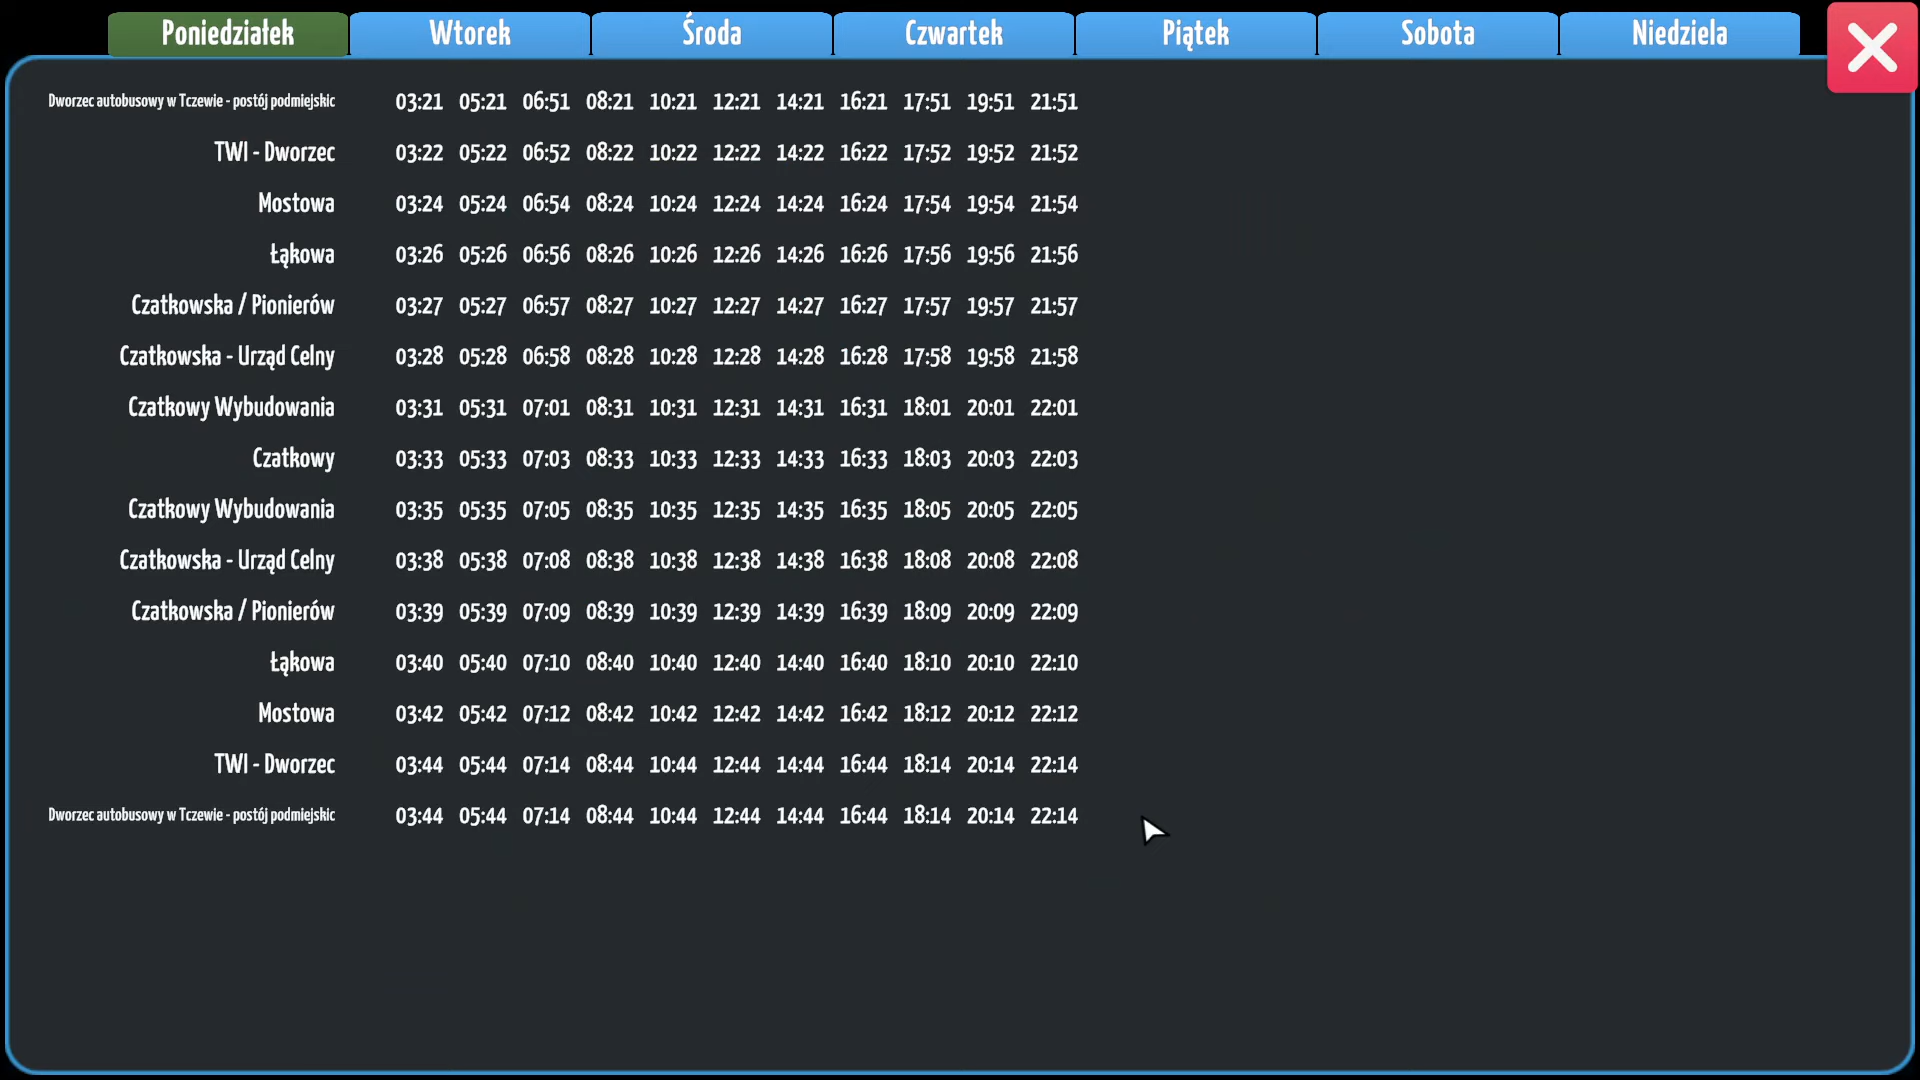 Poniedziałek Wtorek Środa Czwartek Piątek Sobota Niedziela
Dworzec autobusowy w Tczewie - postój podmiejskic 03:21 05:21 06:51 08:21 10:21 12:21 14:21 16:21 17:51 19:51 21:51
TWI - Dworzec 03:22 05:22 06:52 08:22 10:22 12:22 14:22 16:22 17:52 19:52 21:52
Mostowa 03:24 05:24 06:54 08:24 10:24 12:24 14:24 16:24 17:54 19:54 21:54
Łąkowa 03:26 05:26 06:56 08:26 10:26 12:26 14:26 16:26 17:56 19:56 21:56
Czatkowska / Pionierów 03:27 05:27 06:57 08:27 10:27 12:27 14:27 16:27 17:57 19:57 21:57
Czatkowska - Urząd Celny 03:28 05:28 06:58 08:28 10:28 12:28 14:28 16:28 17:58 19:58 21:58
Czatkowy Wybudowania 03:31 05:31 07:01 08:31 10:31 12:31 14:31 16:31 18:01 20:01 22:01
Czatkowy 03:33 05:33 07:03 08:33 10:33 12:33 14:33 16:33 18:03 20:03 22:03
Czatkowy Wybudowania 03:35 05:35 07:05 08:35 10:35 12:35 14:35 16:35 18:05 20:05 22:05
Czatkowska - Urząd Celny 03:38 05:38 07:08 08:38 10:38 12:38 14:38 16:38 18:08 20:08 22:08
Czatkowska / Pionierów 03:39 05:39 07:09 08:39 10:39 12:39 14:39 16:39 18:09 20:09 22:09
Łąkowa 03:40 05:40 07:10 08:40 10:40 12:40 14:40 16:40 18:10 20:10 22:10
Mostowa 03:42 05:42 07:12 08:42 10:42 12:42 14:42 16:42 18:12 20:12 22:12
TWI - Dworzec 03:44 05:44 07:14 08:44 10:44 12:44 14:44 16:44 18:14 20:14 22:14
Dworzec autobusowy w Tczewie - postój podmiejskic 03:44 05:44 07:14 08:44 10:44 12:44 14:44 16:44 18:14 20:14 22:14